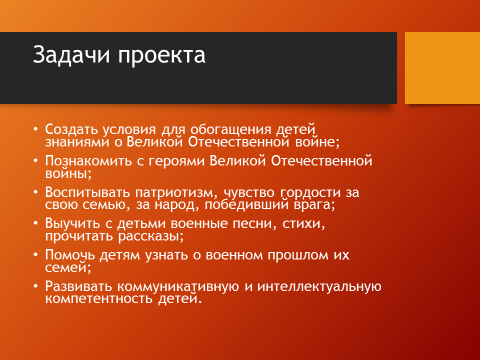 Задачи проекта
• Создать условия для обогащения детей
знаниями о Великой Отечественной войне;
• Познакомить с героями Великой Отечественной
войны;
• Воспитывать патриотизм, чувство гордости за
свою семью, за народ, победивший врага;
• Выучить с детьми военные песни, стихи,
прочитать рассказы;
• Помочь детям узнать о военном прошлом их
семей;
• Развивать коммуникативную и интеллектуальную
компетентность детей.